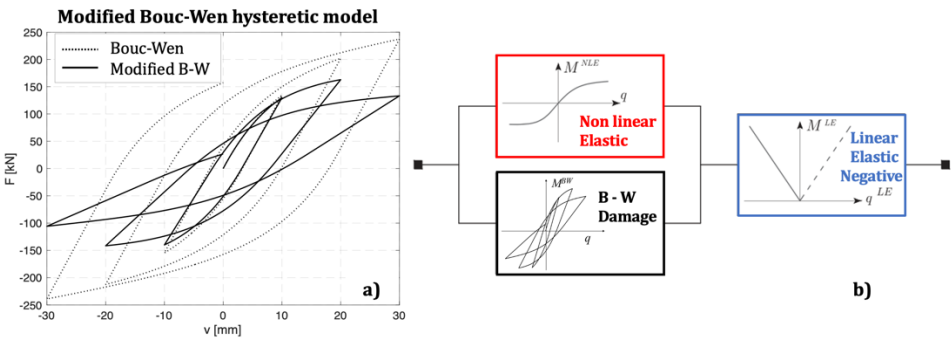 Modified Bouc-Wen hysteretic model
250
200
150
100
50
0
-50
-100
-150
-200
-250
F [kN]
Bouc-Wen
Modified B-W
a)
-30
-20
-10
0
10
20
30
v [mm]
M^NLE
q
Non linear
Elastic
M^BW
B - W
Damage
q
M^LE
Linear
Elastic
Negative
q^LE
b)